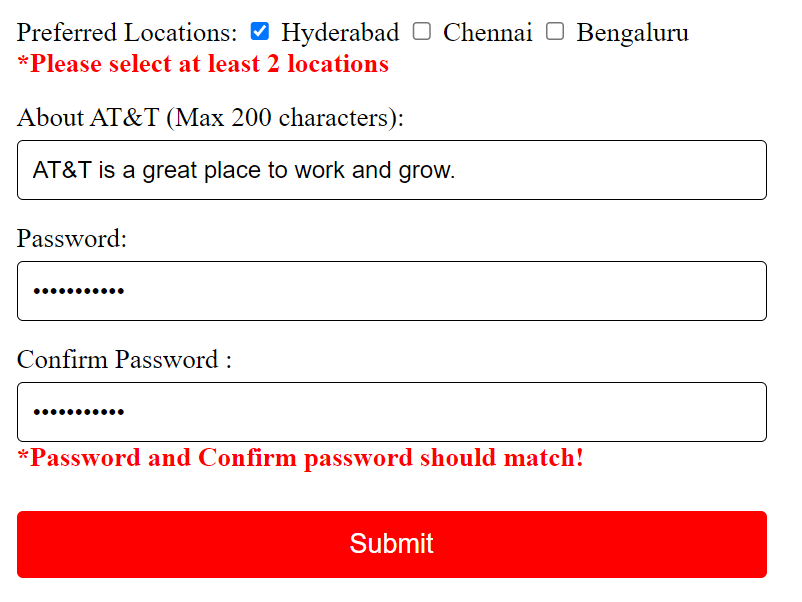 Preferred Locations: Hyderabad Chennai Bengaluru
*Please select at least 2 locations
About AT&T (Max 200 characters):
AT&T is a great place to work and grow.
Password:
•••••••••••
Confirm Password :
•••••••••••
*Password and Confirm password should match!
Submit